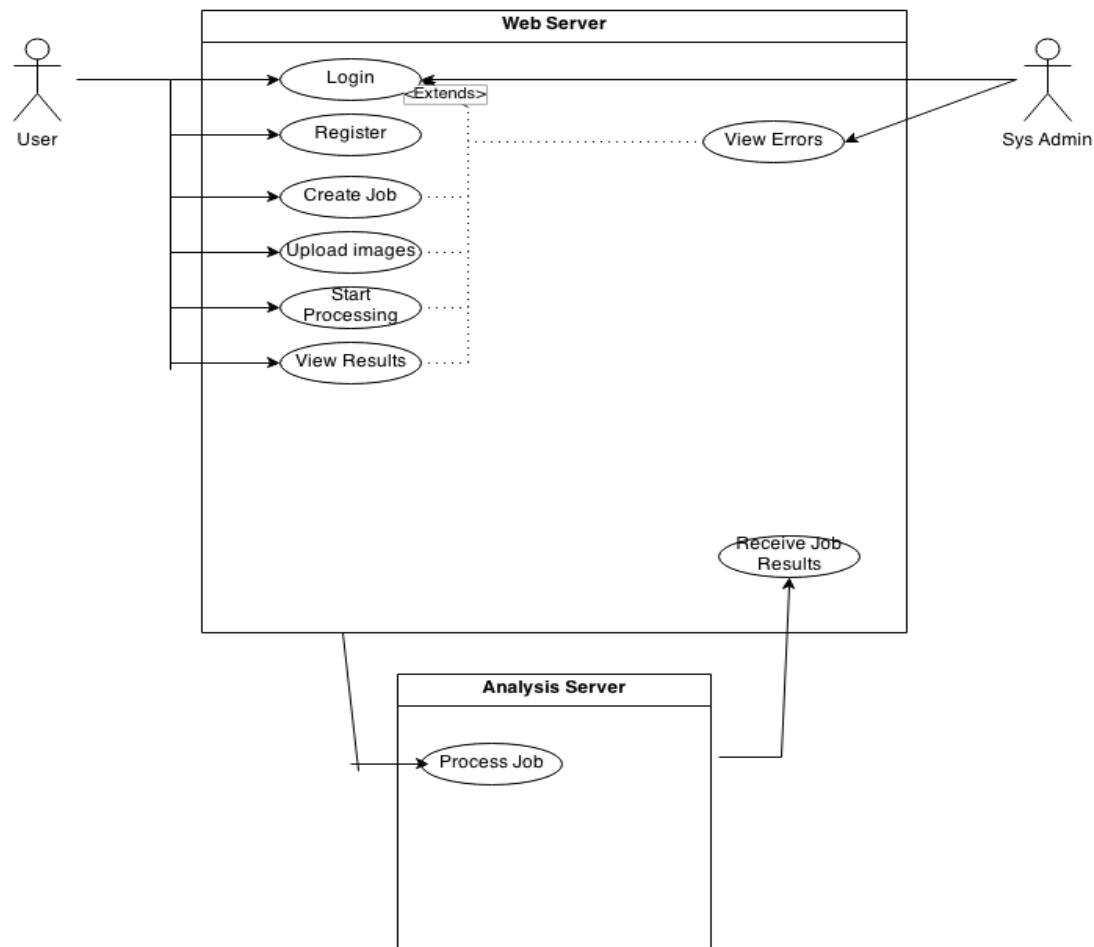 Web Server
Login
<Extends>
User
Register
View Errors
Sys Admin
Create Job
Upload images
Start
Processing
View Results
Receive Job
Results
Analysis Server
Process Job